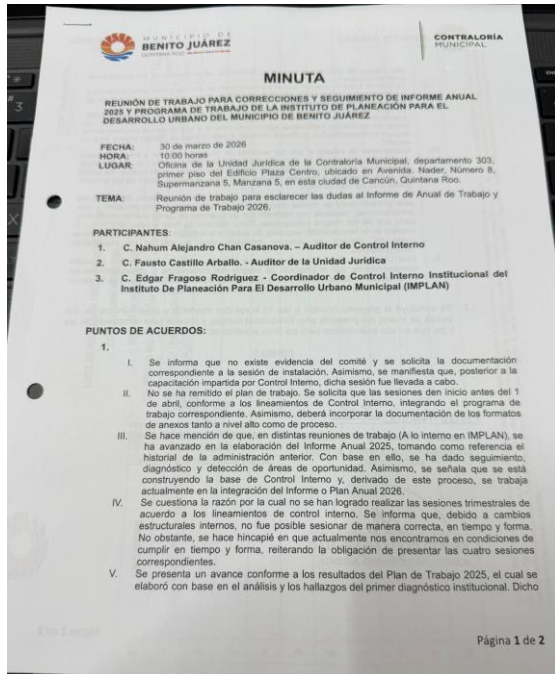 MUNICIPIO DE
BENITO JUÁREZ
QUINTANA ROO
CONTRALORÍA
MUNICIPAL
MINUTA
REUNIÓN DE TRABAJO PARA CORRECCIONES Y SEGUIMIENTO DE INFORME ANUAL
2025 Y PROGRAMA DE TRABAJO DE LA INSTITUTO DE PLANEACIÓN PARA EL
DESARROLLO URBANO DEL MUNICIPIO DE BENITO JUÁREZ
FECHA: 30 de marzo de 2026
HORA: 10:00 horas
LUGAR: Oficina de la Unidad Jurídica de la Contraloría Municipal, departamento 303,
primer piso del Edificio Plaza Centro, ubicado en Avenida. Nader, Número 8,
Supermanzana 5, Manzana 5, en esta ciudad de Cancún, Quintana Roo.
TEMA: Reunión de trabajo para esclarecer las dudas al Informe de Anual de Trabajo y
Programa de Trabajo 2026.
PARTICIPANTES:
1. C. Nahum Alejandro Chan Casanova. – Auditor de Control Interno
2. C. Fausto Castillo Arballo. - Auditor de la Unidad Jurídica
3. C. Edgar Fragoso Rodriguez - Coordinador de Control Interno Institucional del
Instituto De Planeación Para El Desarrollo Urbano Municipal (IMPLAN)
PUNTOS DE ACUERDOS:
1.
I. Se informa que no existe evidencia del comité y se solicita la documentación
correspondiente a la sesión de instalación. Asimismo, se manifiesta que, posterior a la
capacitación impartida por Control Interno, dicha sesión fue llevada a cabo.
II. No se ha remitido el plan de trabajo. Se solicita que las sesiones den inicio antes del 1
de abril, conforme a los lineamientos de Control Interno, integrando el programa de
trabajo correspondiente. Asimismo, deberá incorporar la documentación de los formatos
de anexos tanto a nivel alto como de proceso.
III. Se hace mención de que, en distintas reuniones de trabajo (A lo interno en IMPLAN), se
ha avanzado en la elaboración del Informe Anual 2025, tomando como referencia el
historial de la administración anterior. Con base en ello, se ha dado seguimiento,
diagnóstico y detección de áreas de oportunidad. Asimismo, se señala que se está
construyendo la base de Control Interno y, derivado de este proceso, se trabaja
actualmente en la integración del Informe o Plan Anual 2026.
IV. Se cuestiona la razón por la cual no se han logrado realizar las sesiones trimestrales de
acuerdo a los lineamientos de control interno. Se informa que, debido a cambios
estructurales internos, no fue posible sesionar de manera correcta, en tiempo y forma.
No obstante, se hace hincapié en que actualmente nos encontramos en condiciones de
cumplir en tiempo y forma, reiterando la obligación de presentar las cuatro sesiones
correspondientes.
V. Se presenta un avance conforme a los resultados del Plan de Trabajo 2025, el cual se
elaboró con base en el análisis y los hallazgos del primer diagnóstico institucional. Dicho
Página 1 de 2